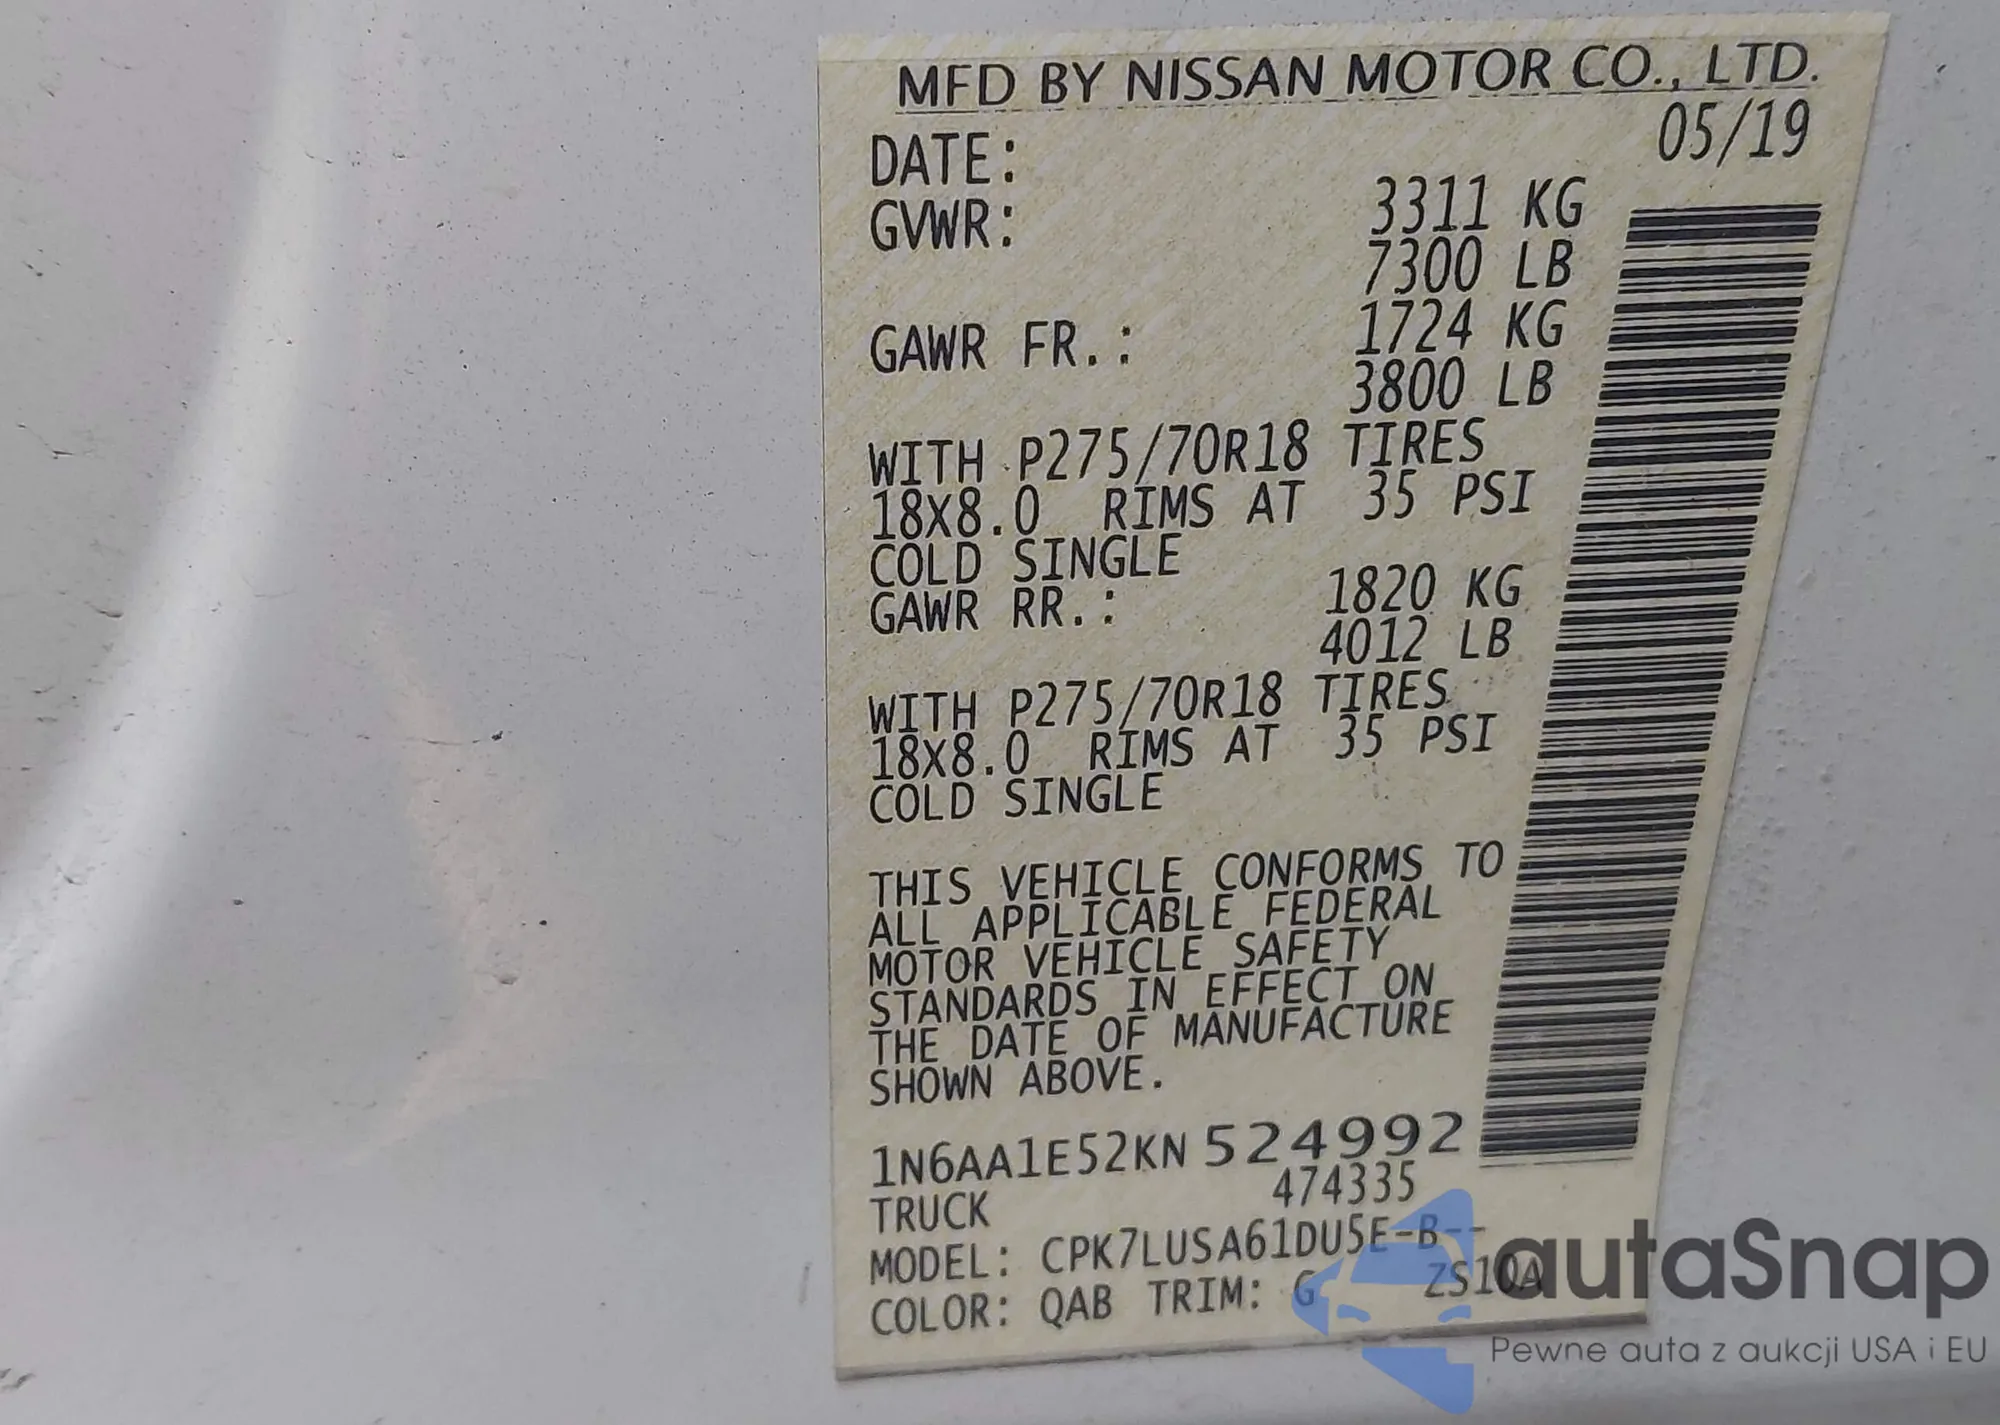 MFD BY NISSAN MOTOR CO., LTD.
DATE: 05/19
GVWR: 3311 KG
7300 LB
GAWR FR.: 1724 KG
3800 LB
WITH P275/70R18 TIRES
18X8.0 RIMS AT 35 PSI
COLD SINGLE
GAWR RR.: 1820 KG
4012 LB
WITH P275/70R18 TIRES
18X8.0 RIMS AT 35 PSI
COLD SINGLE
THIS VEHICLE CONFORMS TO
ALL APPLICABLE FEDERAL
MOTOR VEHICLE SAFETY
STANDARDS IN EFFECT ON
THE DATE OF MANUFACTURE
SHOWN ABOVE.
1N6AA1E52KN524992
TRUCK 474335
MODEL: CPK7LUSA61DU5E-B--
COLOR: QAB TRIM: G ZS10A
autaSnap
Pewne auta z aukcji USA i EU